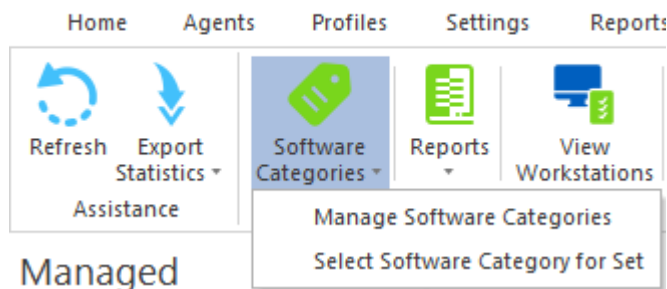 Home Agents Profiles Settings Reports
Refresh Export Statistics Software Categories Reports View Workstations
Assistance
Manage Software Categories
Select Software Category for Set
Managed